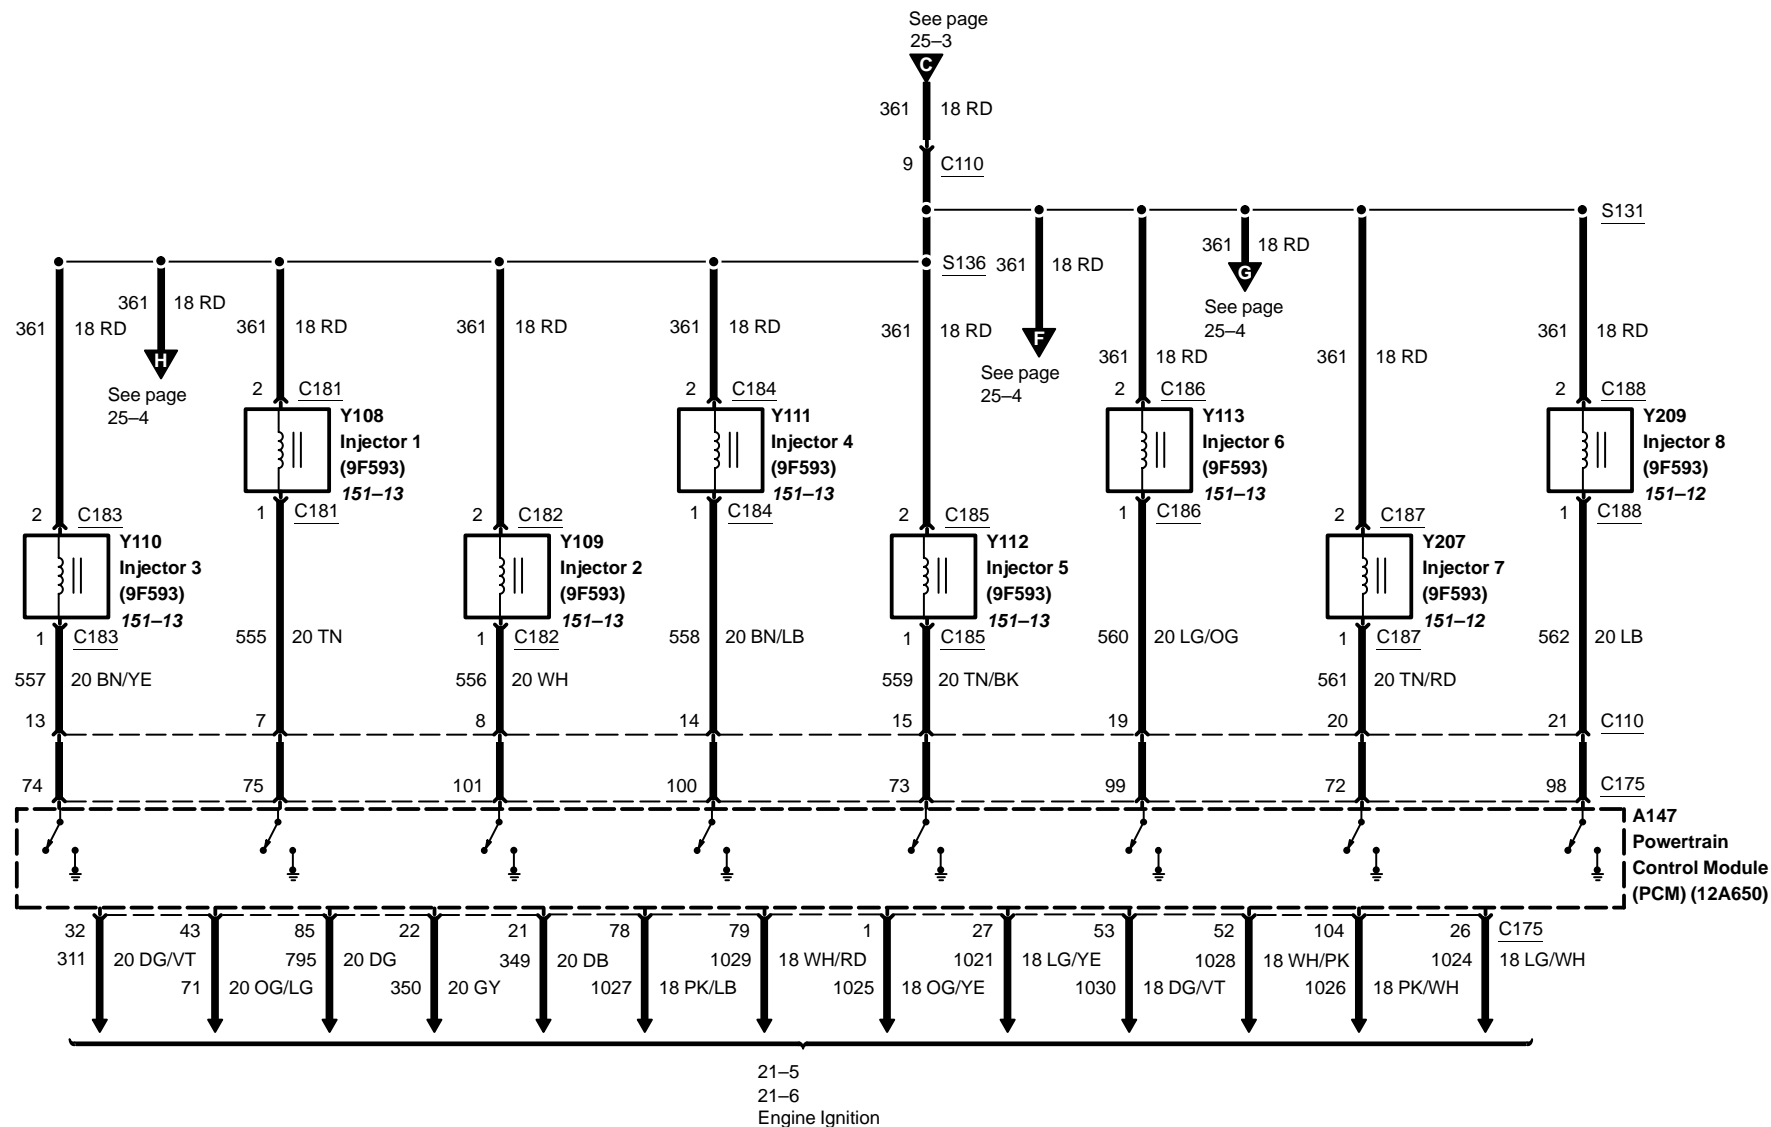 See page
25–3
C
361 18 RD
9 C110
S131
361 18 RD
G
See page
25–4
S136
361 18 RD
F
See page
25–4
361 18 RD
H
See page
25–4
361 18 RD
361 18 RD
361 18 RD
361 18 RD
361 18 RD
361 18 RD
361 18 RD
361 18 RD
2 C181
Y108
Injector 1
(9F593)
151–13
1 C181
2 C184
Y111
Injector 4
(9F593)
151–13
1 C184
2 C186
Y113
Injector 6
(9F593)
151–13
1 C186
2 C188
Y209
Injector 8
(9F593)
151–12
1 C188
2 C183
Y110
Injector 3
(9F593)
151–13
1 C183
2 C182
Y109
Injector 2
(9F593)
151–13
1 C182
2 C185
Y112
Injector 5
(9F593)
151–13
1 C185
2 C187
Y207
Injector 7
(9F593)
151–12
1 C187
555 20 TN
558 20 BN/LB
560 20 LG/OG
562 20 LB
557 20 BN/YE
556 20 WH
559 20 TN/BK
561 20 TN/RD
13 7 8 14 15 19 20 21 C110
74 75 101 100 73 99 72 98 C175
A147
Powertrain
Control Module
(PCM) (12A650)
32 43 85 22 21 78 79 1 27 53 52 104 26 C175
311 20 DG/VT 795 20 DG 349 20 DB 1029 18 WH/RD 1021 18 LG/YE 1028 18 WH/PK 1024 18 LG/WH
71 20 OG/LG 350 20 GY 1027 18 PK/LB 1025 18 OG/YE 1030 18 DG/VT 1026 18 PK/WH
21–5
21–6
Engine Ignition